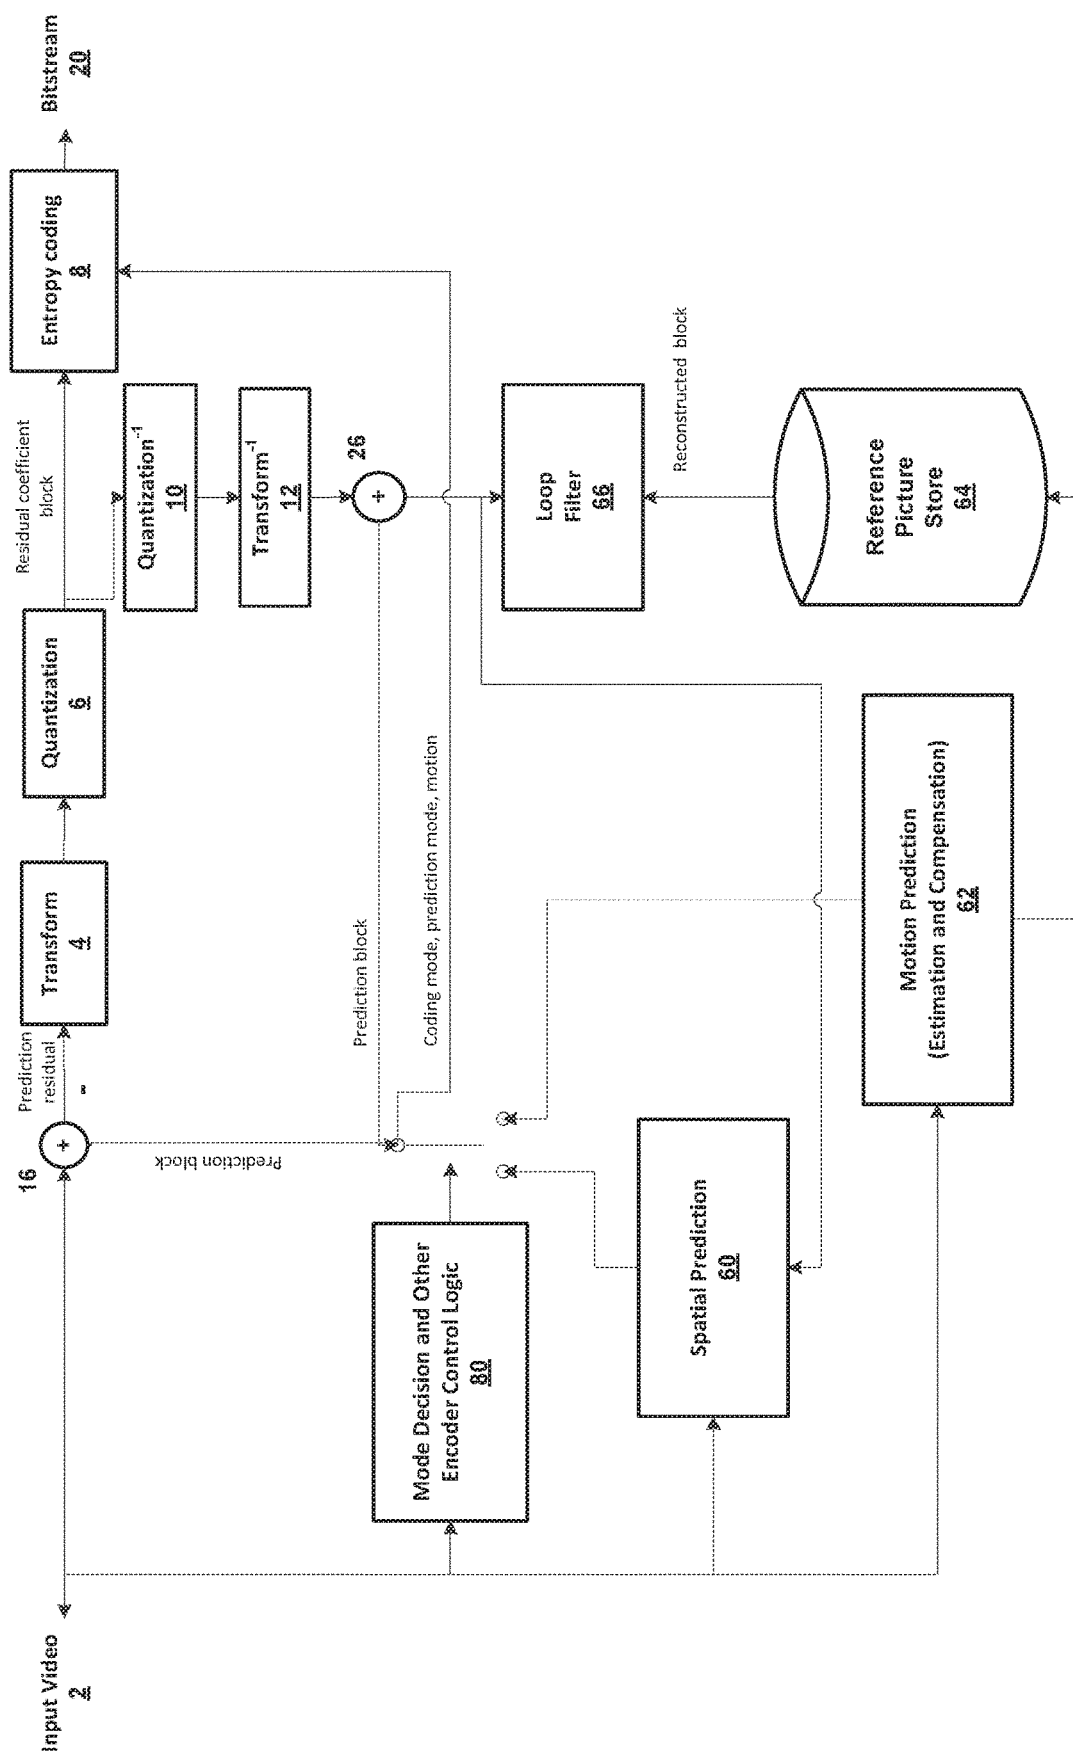 Input Video
2
16
+
Prediction
residual
-
Transform
4
Quantization
6
Residual coefficient
block
Entropy coding
8
Bitstream
20
Quantization-1
10
Transform-1
12
26
+
Prediction block
Prediction block
Coding mode, prediction mode, motion
Mode Decision and Other
Encoder Control Logic
80
Loop
Filter
66
Reconstructed block
Spatial Prediction
60
Reference
Picture
Store
64
Motion Prediction
(Estimation and Compensation)
62